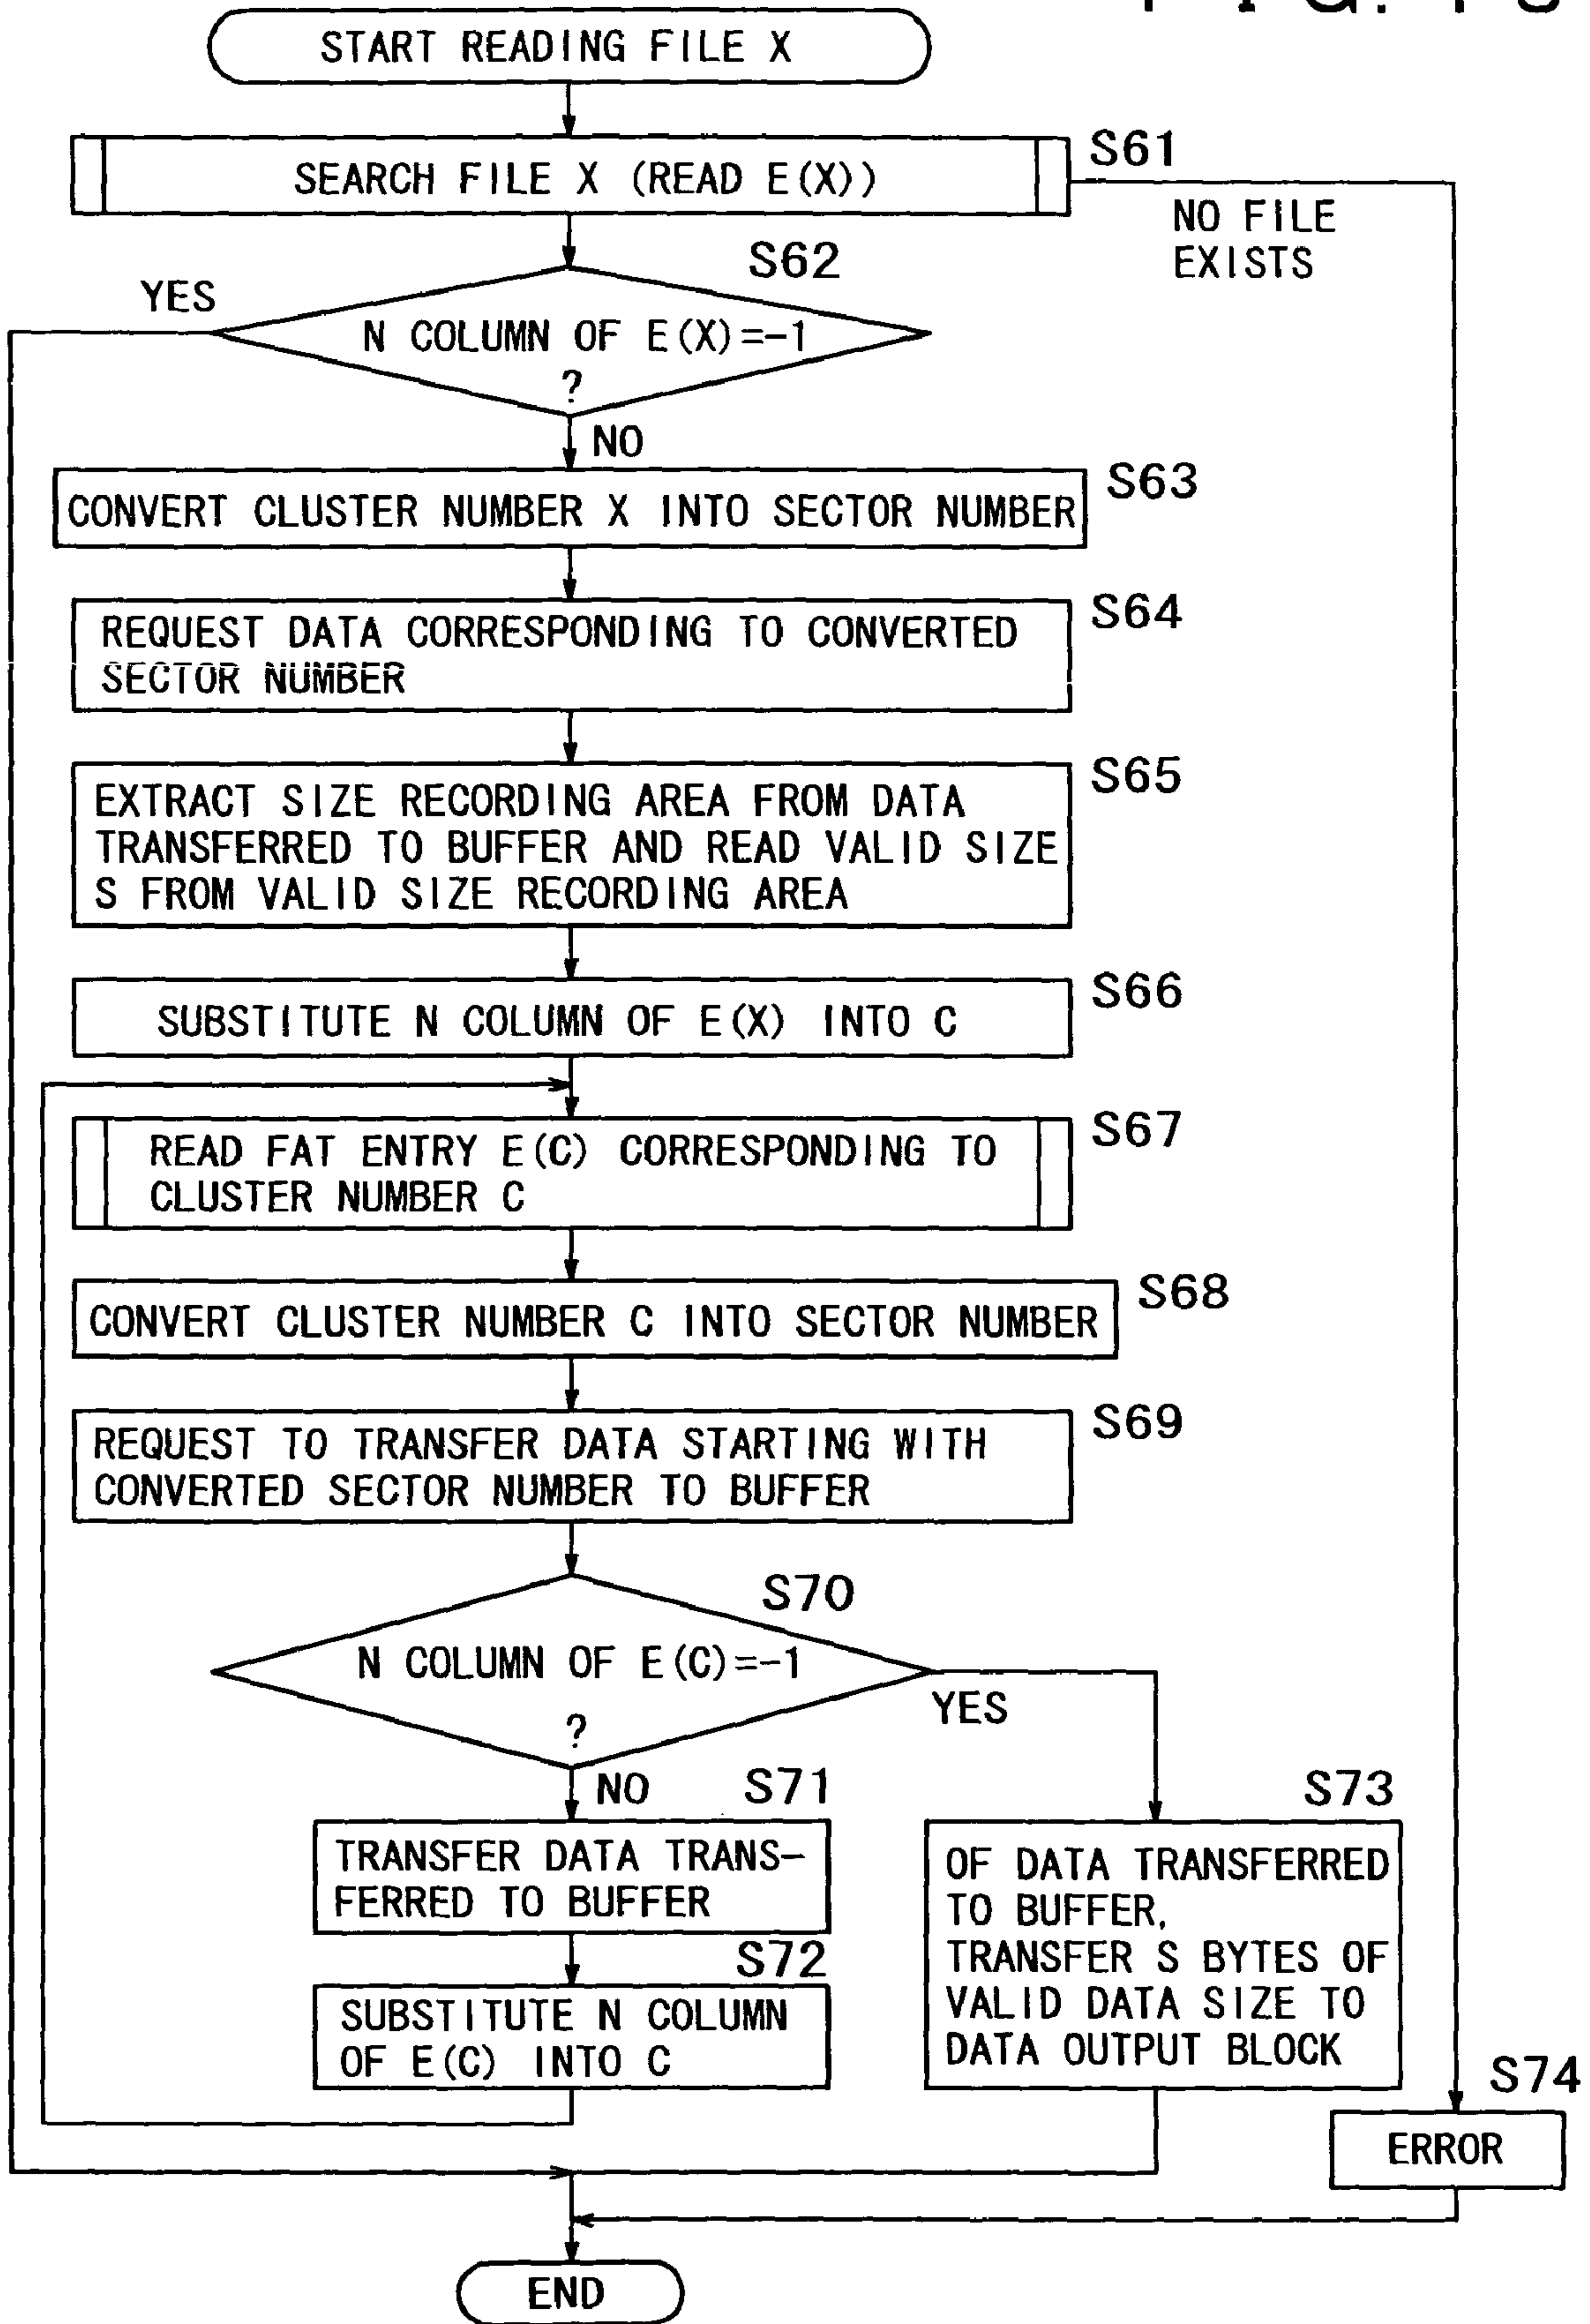 START READING FILE X
SEARCH FILE X (READ E(X))
S61
NO FILE
EXISTS
S62
YES
N COLUMN OF E(X)=-1
?
NO
S63
CONVERT CLUSTER NUMBER X INTO SECTOR NUMBER
S64
REQUEST DATA CORRESPONDING TO CONVERTED
SECTOR NUMBER
S65
EXTRACT SIZE RECORDING AREA FROM DATA
TRANSFERRED TO BUFFER AND READ VALID SIZE
S FROM VALID SIZE RECORDING AREA
S66
SUBSTITUTE N COLUMN OF E(X) INTO C
S67
READ FAT ENTRY E(C) CORRESPONDING TO
CLUSTER NUMBER C
S68
CONVERT CLUSTER NUMBER C INTO SECTOR NUMBER
S69
REQUEST TO TRANSFER DATA STARTING WITH
CONVERTED SECTOR NUMBER TO BUFFER
S70
N COLUMN OF E(C)=-1
?
YES
NO
S71
TRANSFER DATA TRANS-
FERRED TO BUFFER
S72
SUBSTITUTE N COLUMN
OF E(C) INTO C
S73
OF DATA TRANSFERRED
TO BUFFER,
TRANSFER S BYTES OF
VALID DATA SIZE TO
DATA OUTPUT BLOCK
S74
ERROR
END